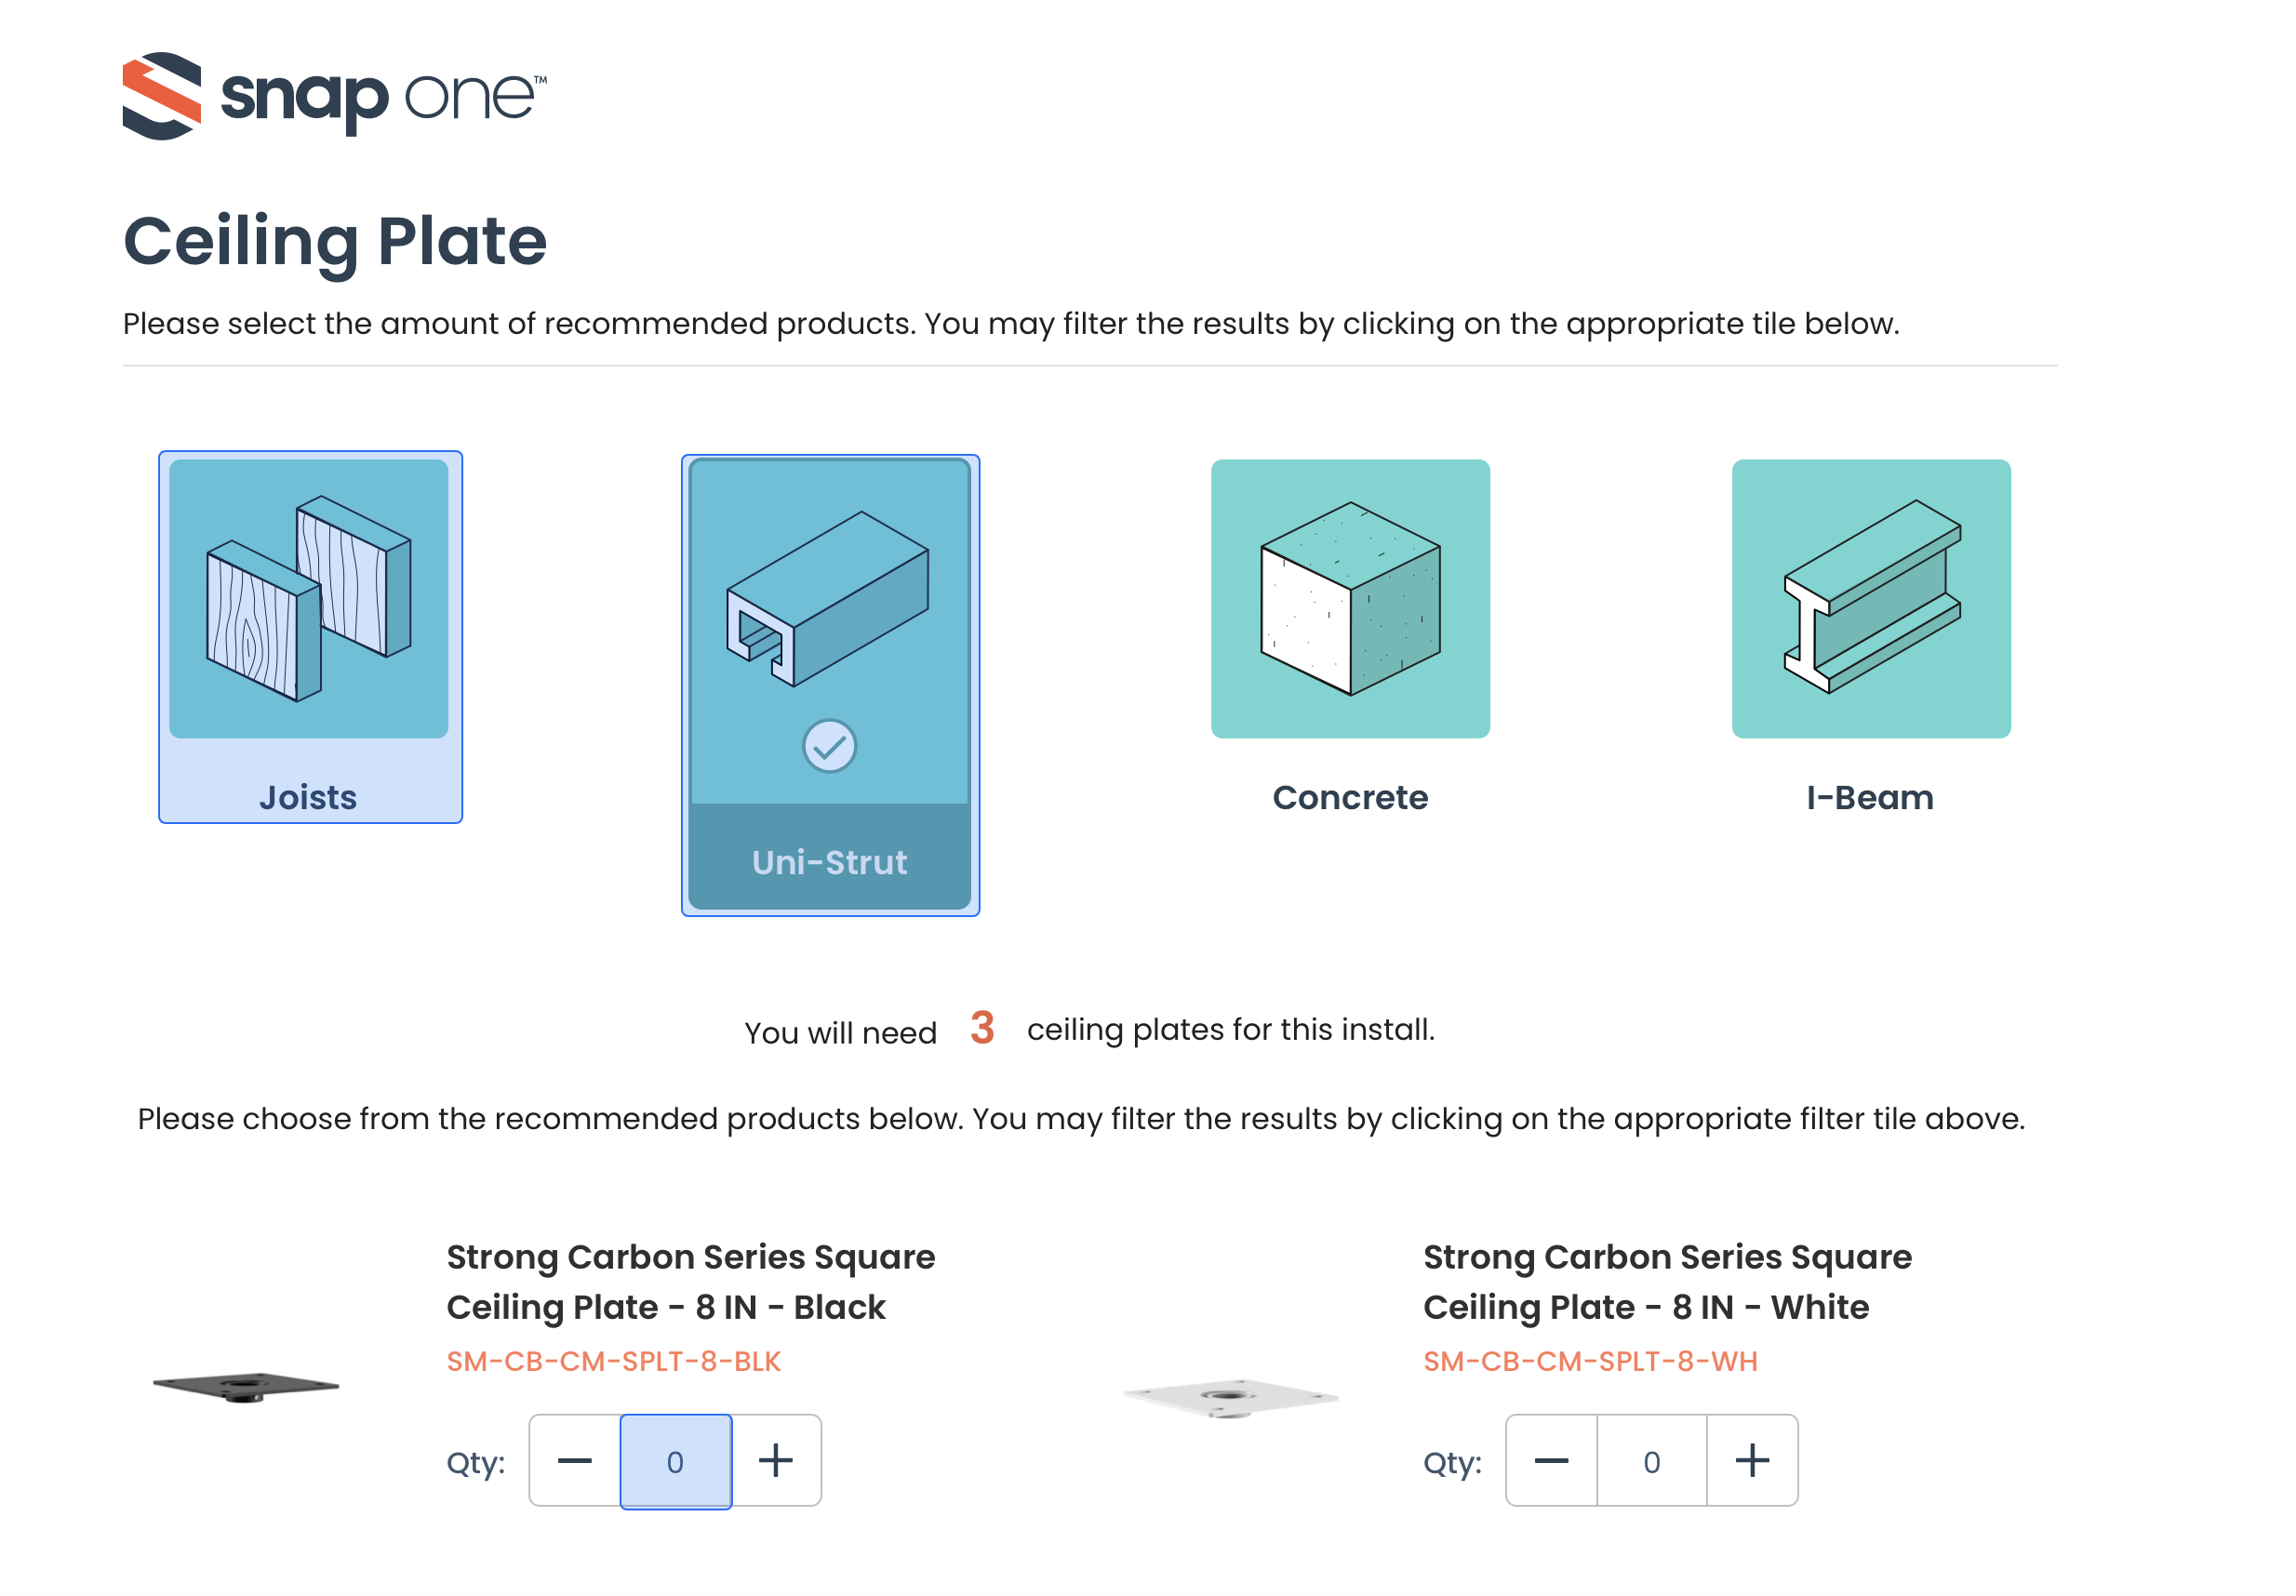 snap one™
Ceiling Plate
Please select the amount of recommended products. You may filter the results by clicking on the appropriate tile below.
Joists
Uni-Strut
Concrete
I-Beam
You will need 3 ceiling plates for this install.
Please choose from the recommended products below. You may filter the results by clicking on the appropriate filter tile above.
Strong Carbon Series Square
Ceiling Plate - 8 IN - Black
SM-CB-CM-SPLT-8-BLK
Qty: − 0 +
Strong Carbon Series Square
Ceiling Plate - 8 IN - White
SM-CB-CM-SPLT-8-WH
Qty: − 0 +